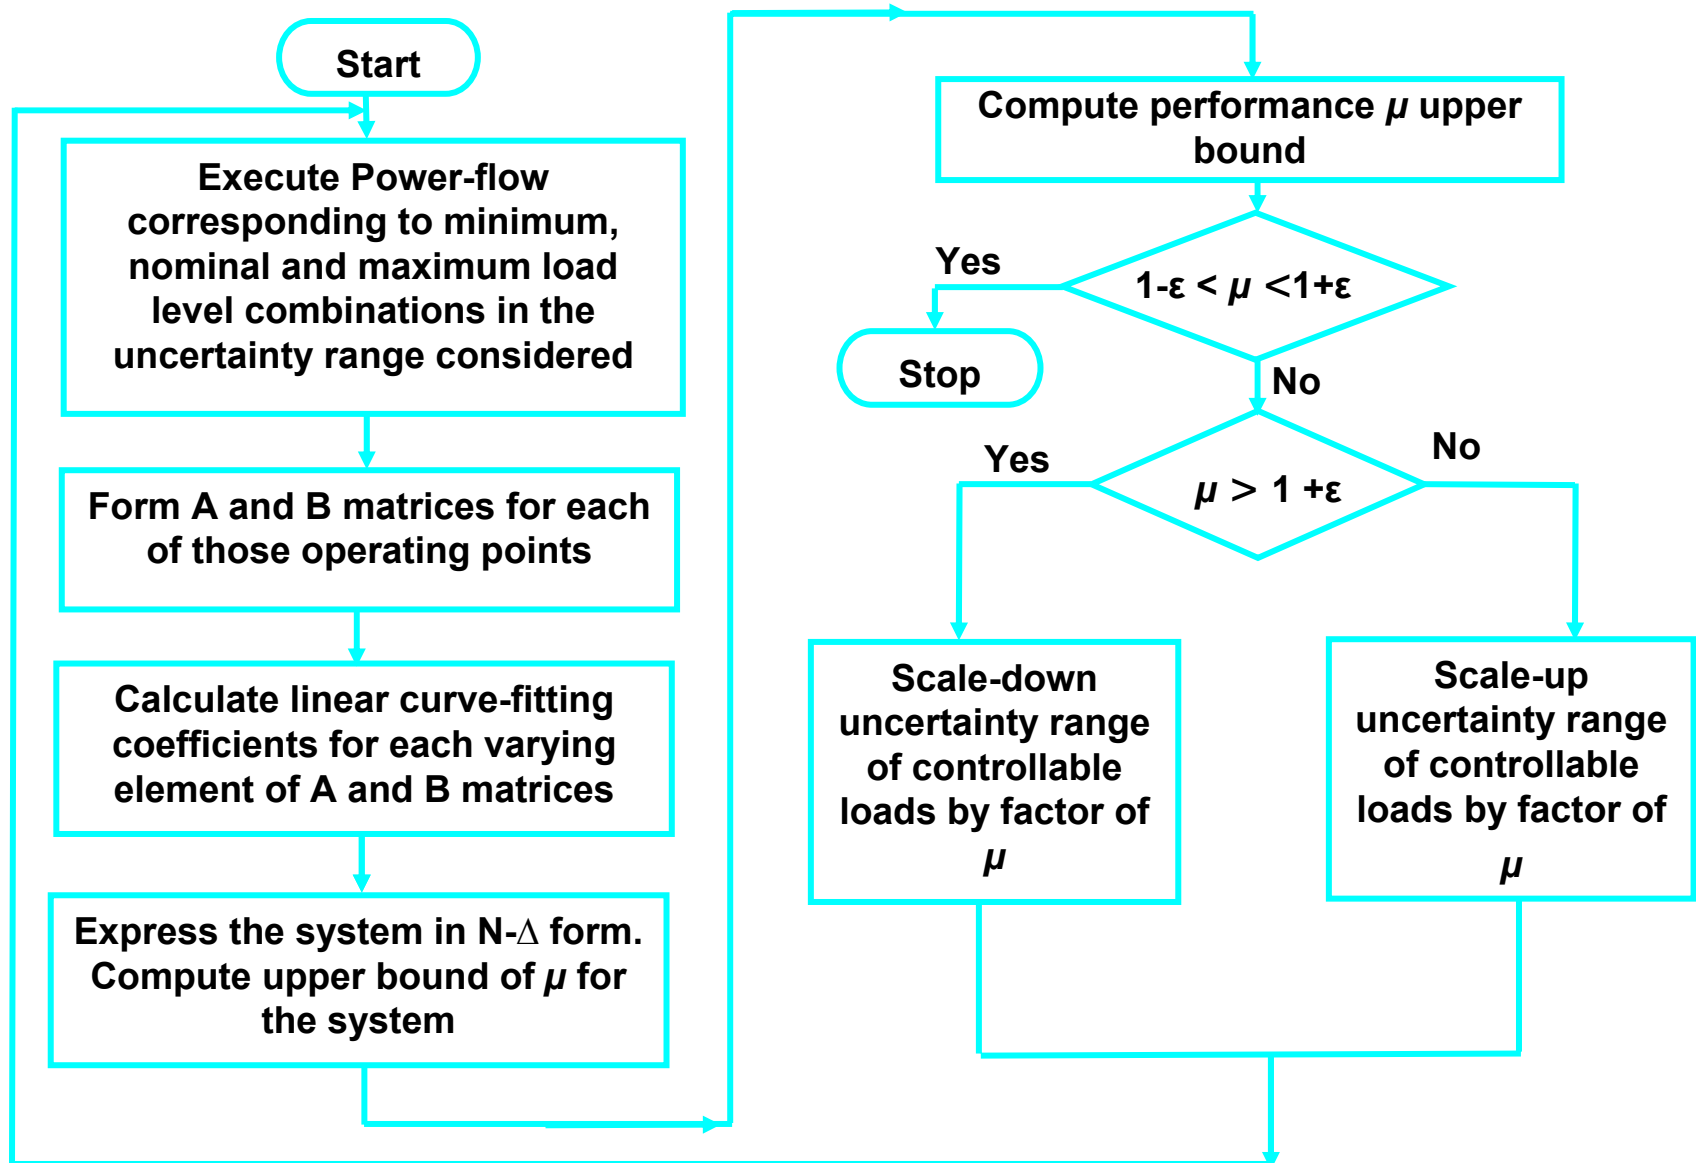 Start
Execute Power-flow
corresponding to minimum,
nominal and maximum load
level combinations in the
uncertainty range considered
Form A and B matrices for each
of those operating points
Calculate linear curve-fitting
coefficients for each varying
element of A and B matrices
Express the system in N-Δ form.
Compute upper bound of μ for
the system
Compute performance μ upper
bound
1-ε < μ <1+ε
Yes
Stop
No
μ > 1 +ε
Yes
No
Scale-down
uncertainty range
of controllable
loads by factor of
μ
Scale-up
uncertainty range
of controllable
loads by factor of
μ